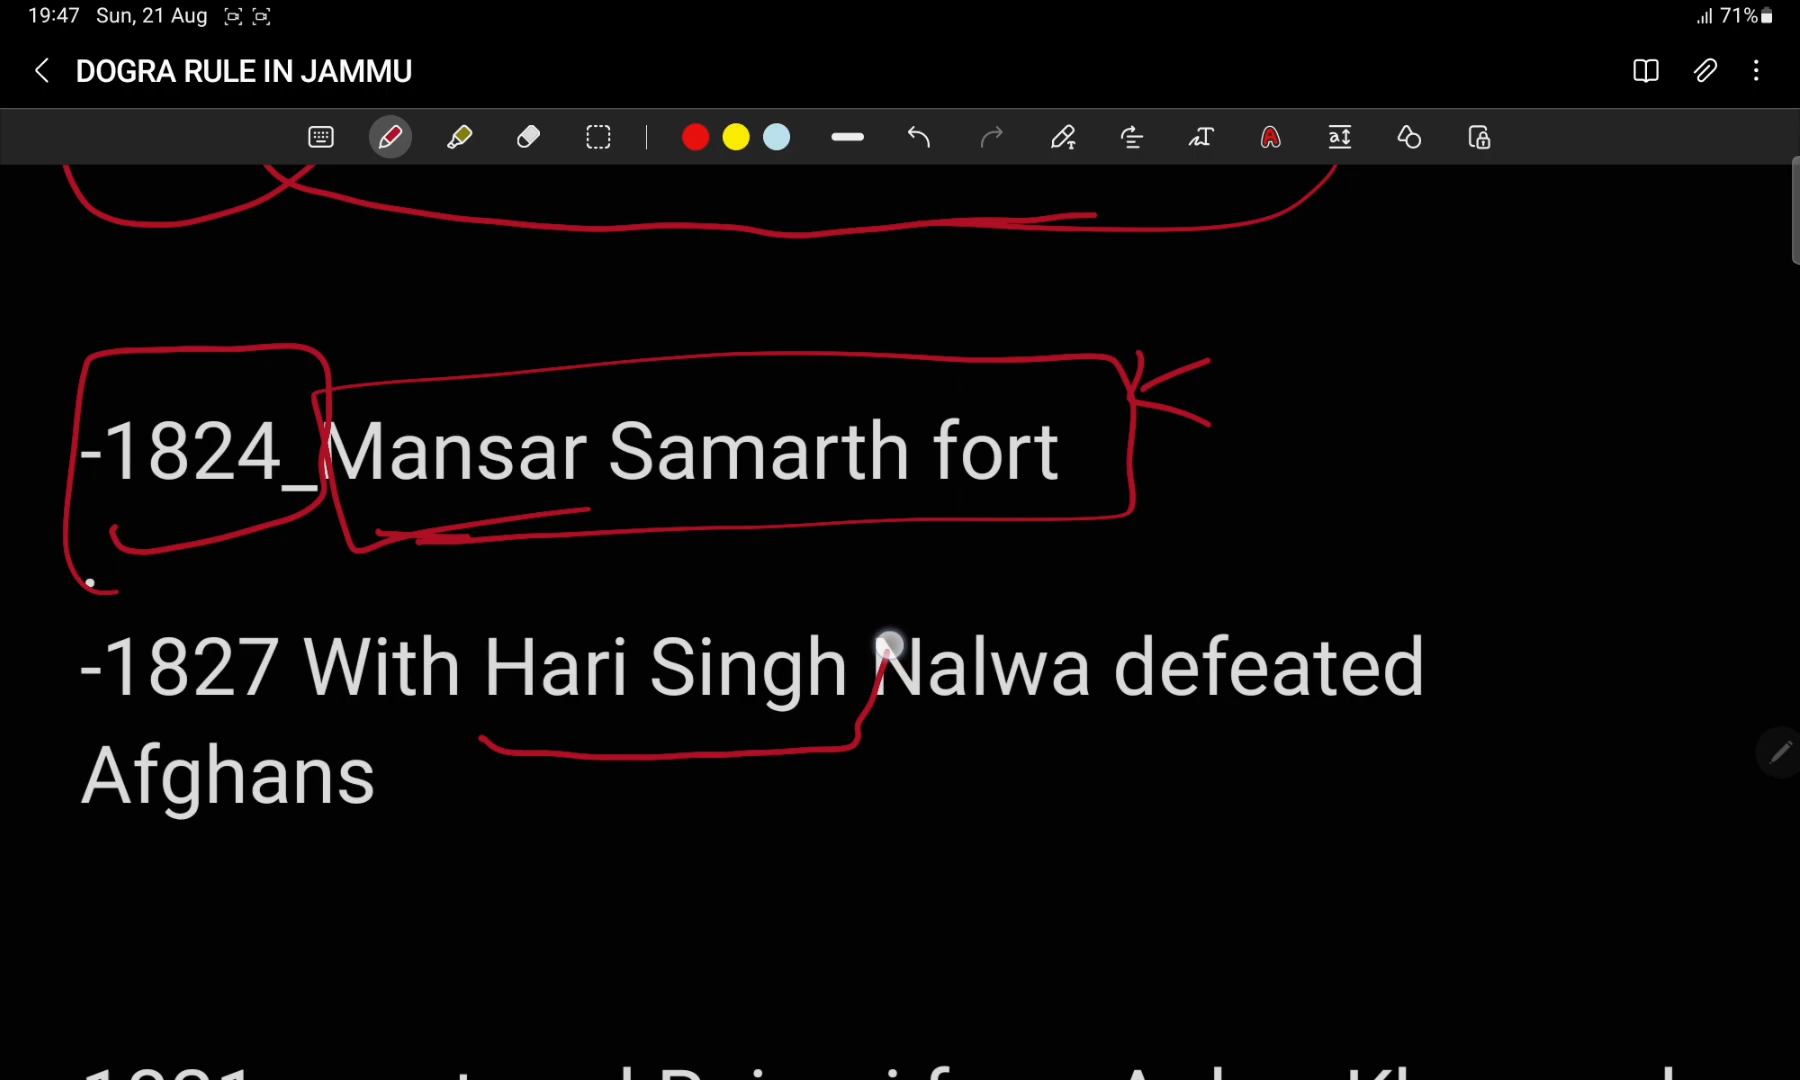 19:47 Sun, 21 Aug 71%
DOGRA RULE IN JAMMU
-1824_Mansar Samarth fort
.
-1827 With Hari Singh Nalwa defeated
Afghans